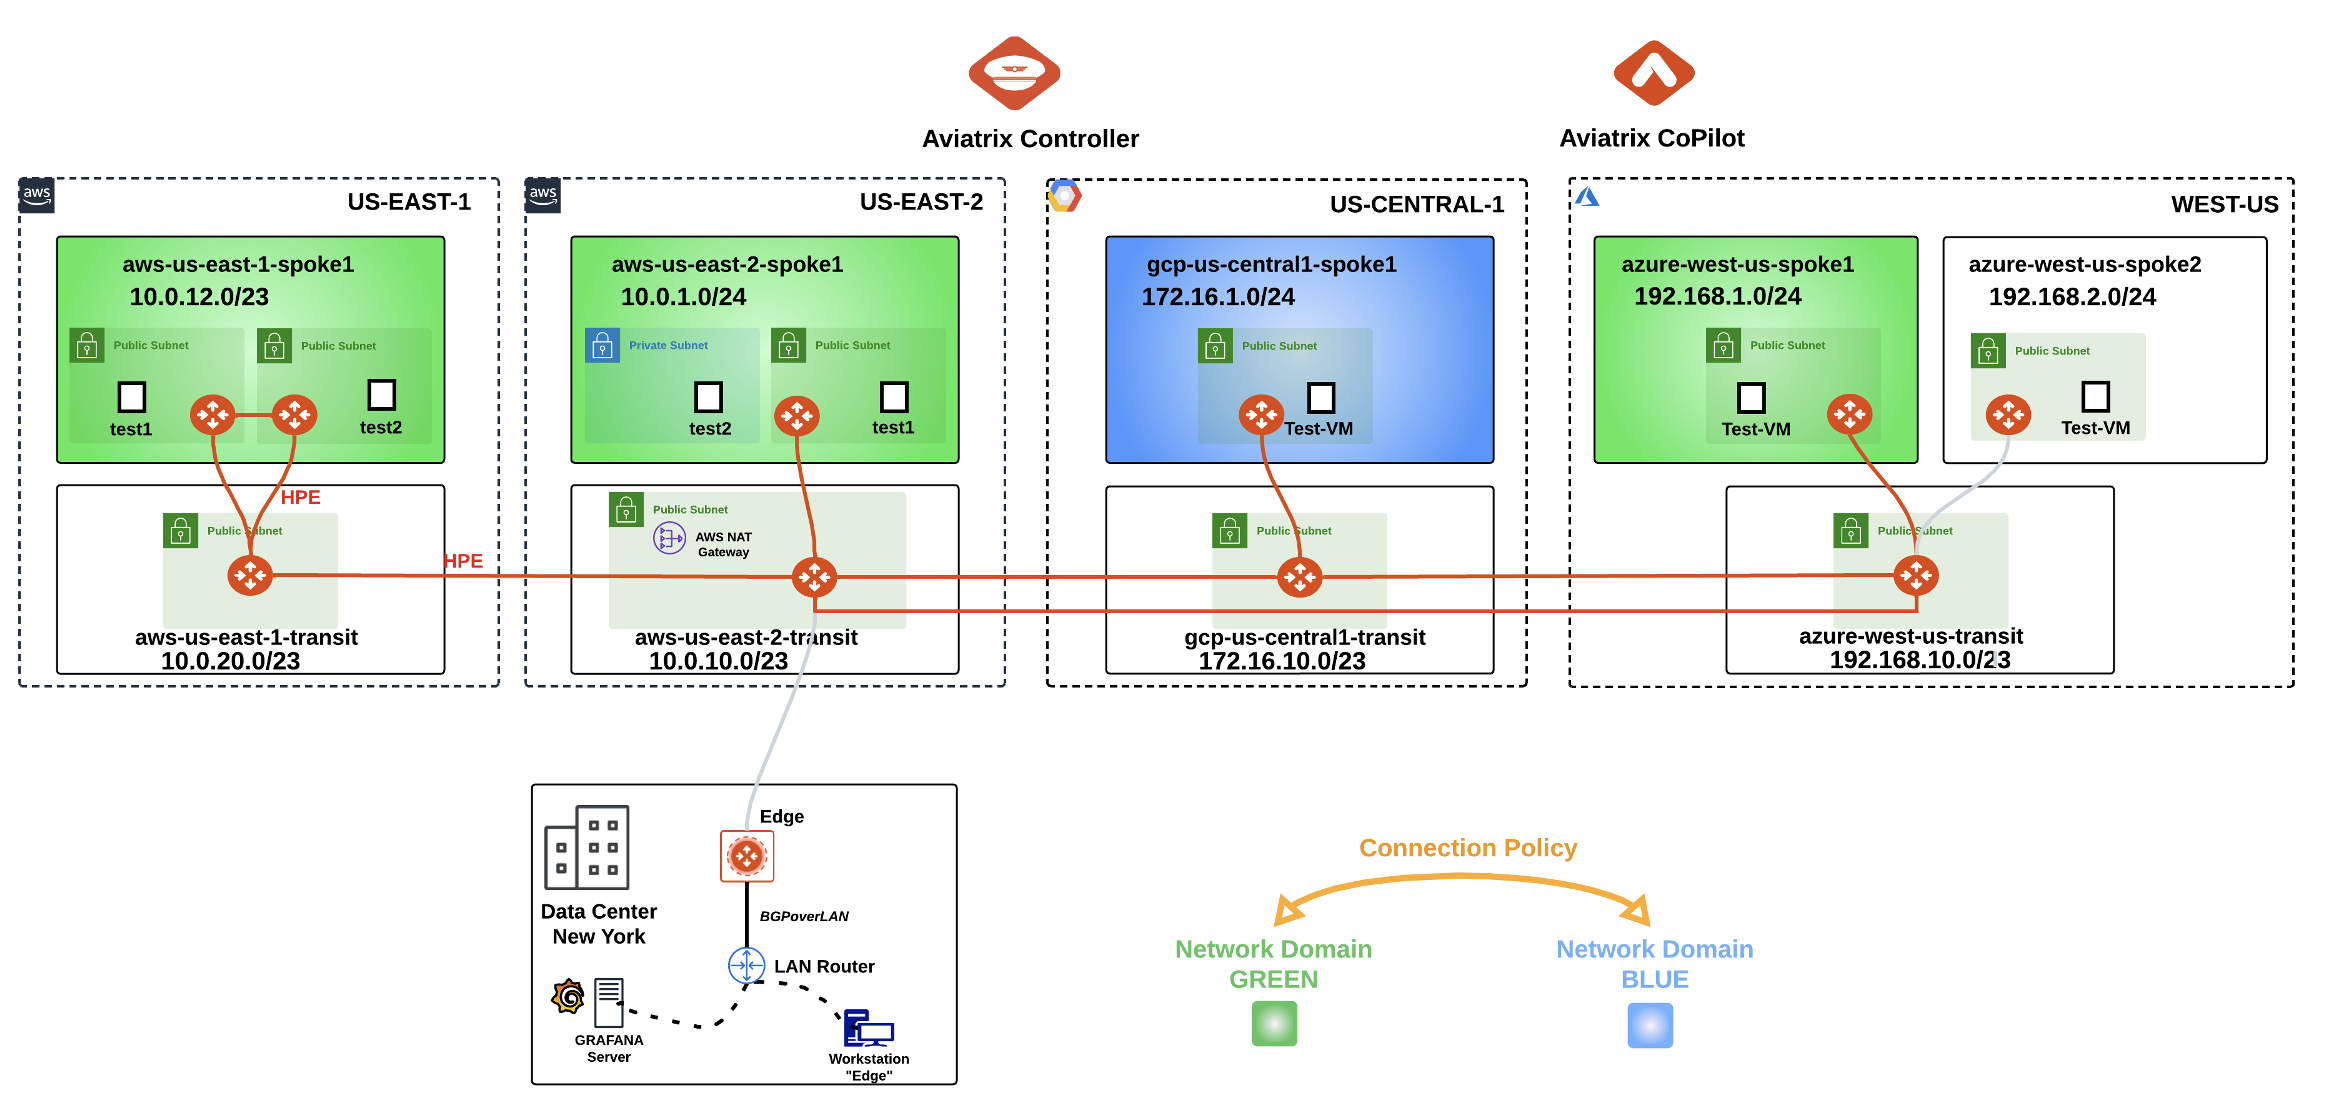 Aviatrix Controller
Aviatrix CoPilot
aws
US-EAST-1
aws-us-east-1-spoke1
10.0.12.0/23
Public Subnet
Public Subnet
test1
test2
HPE
Public Subnet
HPE
aws-us-east-1-transit
10.0.20.0/23
aws
US-EAST-2
aws-us-east-2-spoke1
10.0.1.0/24
Private Subnet
Public Subnet
test2
test1
Public Subnet
AWS NAT
Gateway
aws-us-east-2-transit
10.0.10.0/23
US-CENTRAL-1
gcp-us-central1-spoke1
172.16.1.0/24
Public Subnet
Test-VM
Public Subnet
gcp-us-central1-transit
172.16.10.0/23
WEST-US
azure-west-us-spoke1
192.168.1.0/24
Public Subnet
Test-VM
azure-west-us-spoke2
192.168.2.0/24
Public Subnet
Test-VM
Public Subnet
azure-west-us-transit
192.168.10.0/23
Edge
Data Center
New York
BGPoverLAN
LAN Router
GRAFANA
Server
Workstation
"Edge"
Connection Policy
Network Domain
GREEN
Network Domain
BLUE